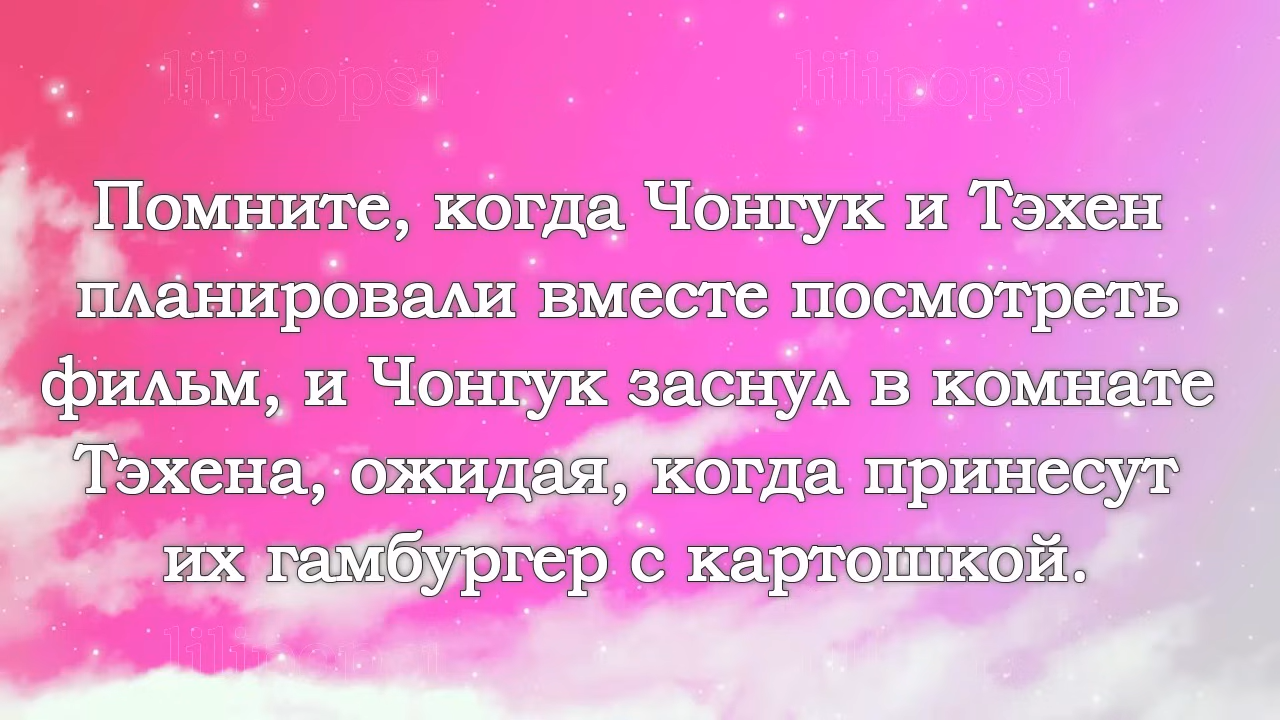 lilipopsi lilipopsi
Помните, когда Чонгук и Тэхен
планировали вместе посмотреть
фильм, и Чонгук заснул в комнате
Тэхена, ожидая, когда принесут
их гамбургер с картошкой.
lilipopsi